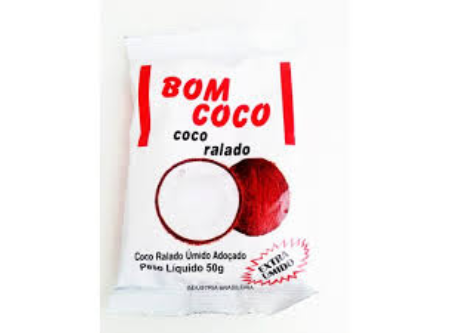 BOM
COCO
coco
ralado
Coco Ralado Úmido Adoçado
Peso Líquido 50g
EXTRA
ÚMIDO
INDÚSTRIA BRASILEIRA